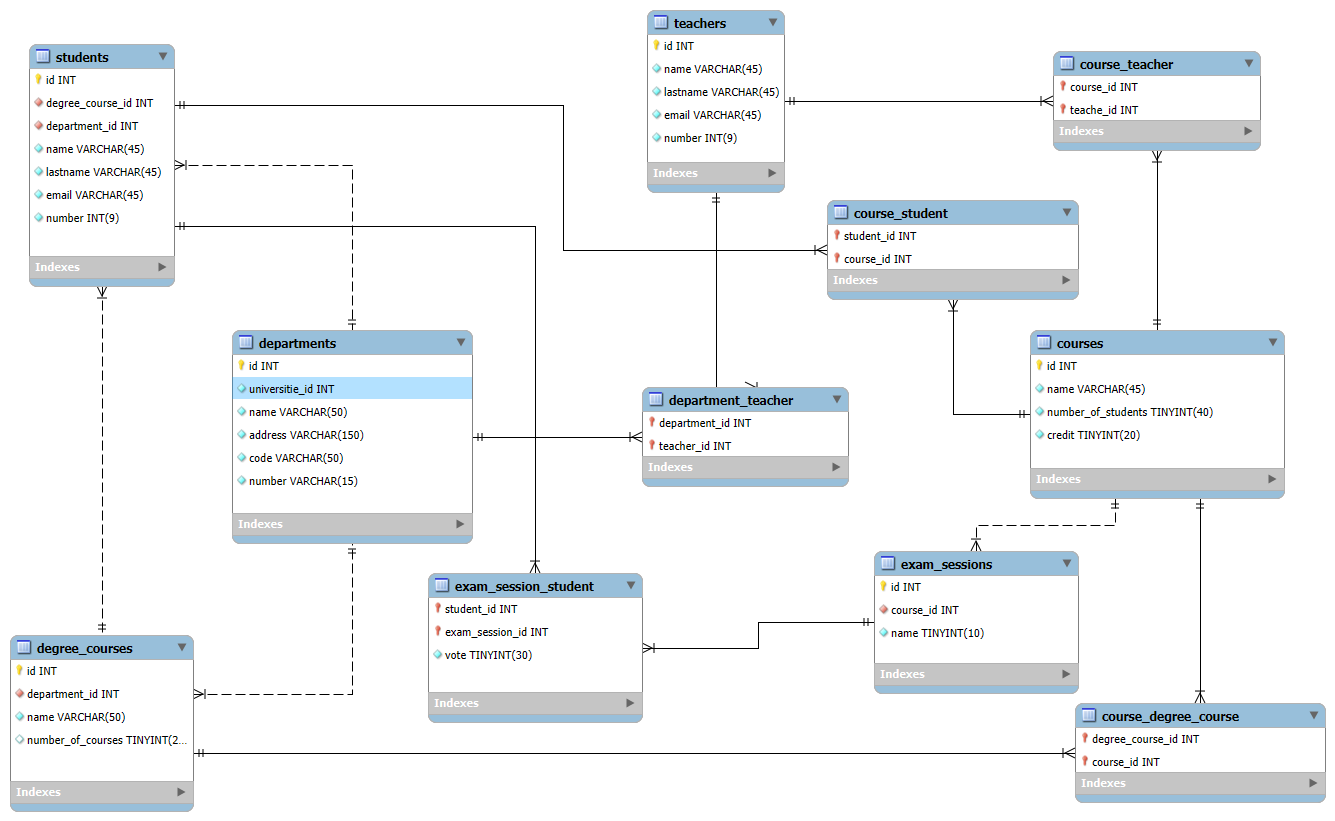 students
id INT
degree_course_id INT
department_id INT
name VARCHAR(45)
lastname VARCHAR(45)
email VARCHAR(45)
number INT(9)
Indexes
teachers
id INT
name VARCHAR(45)
lastname VARCHAR(45)
email VARCHAR(45)
number INT(9)
Indexes
course_teacher
course_id INT
teache_id INT
Indexes
course_student
student_id INT
course_id INT
Indexes
departments
id INT
universitie_id INT
name VARCHAR(50)
address VARCHAR(150)
code VARCHAR(50)
number VARCHAR(15)
Indexes
department_teacher
department_id INT
teacher_id INT
Indexes
courses
id INT
name VARCHAR(45)
number_of_students TINYINT(40)
credit TINYINT(20)
Indexes
exam_session_student
student_id INT
exam_session_id INT
vote TINYINT(30)
Indexes
exam_sessions
id INT
course_id INT
name TINYINT(10)
Indexes
degree_courses
id INT
department_id INT
name VARCHAR(50)
number_of_courses TINYINT(2...
Indexes
course_degree_course
degree_course_id INT
course_id INT
Indexes